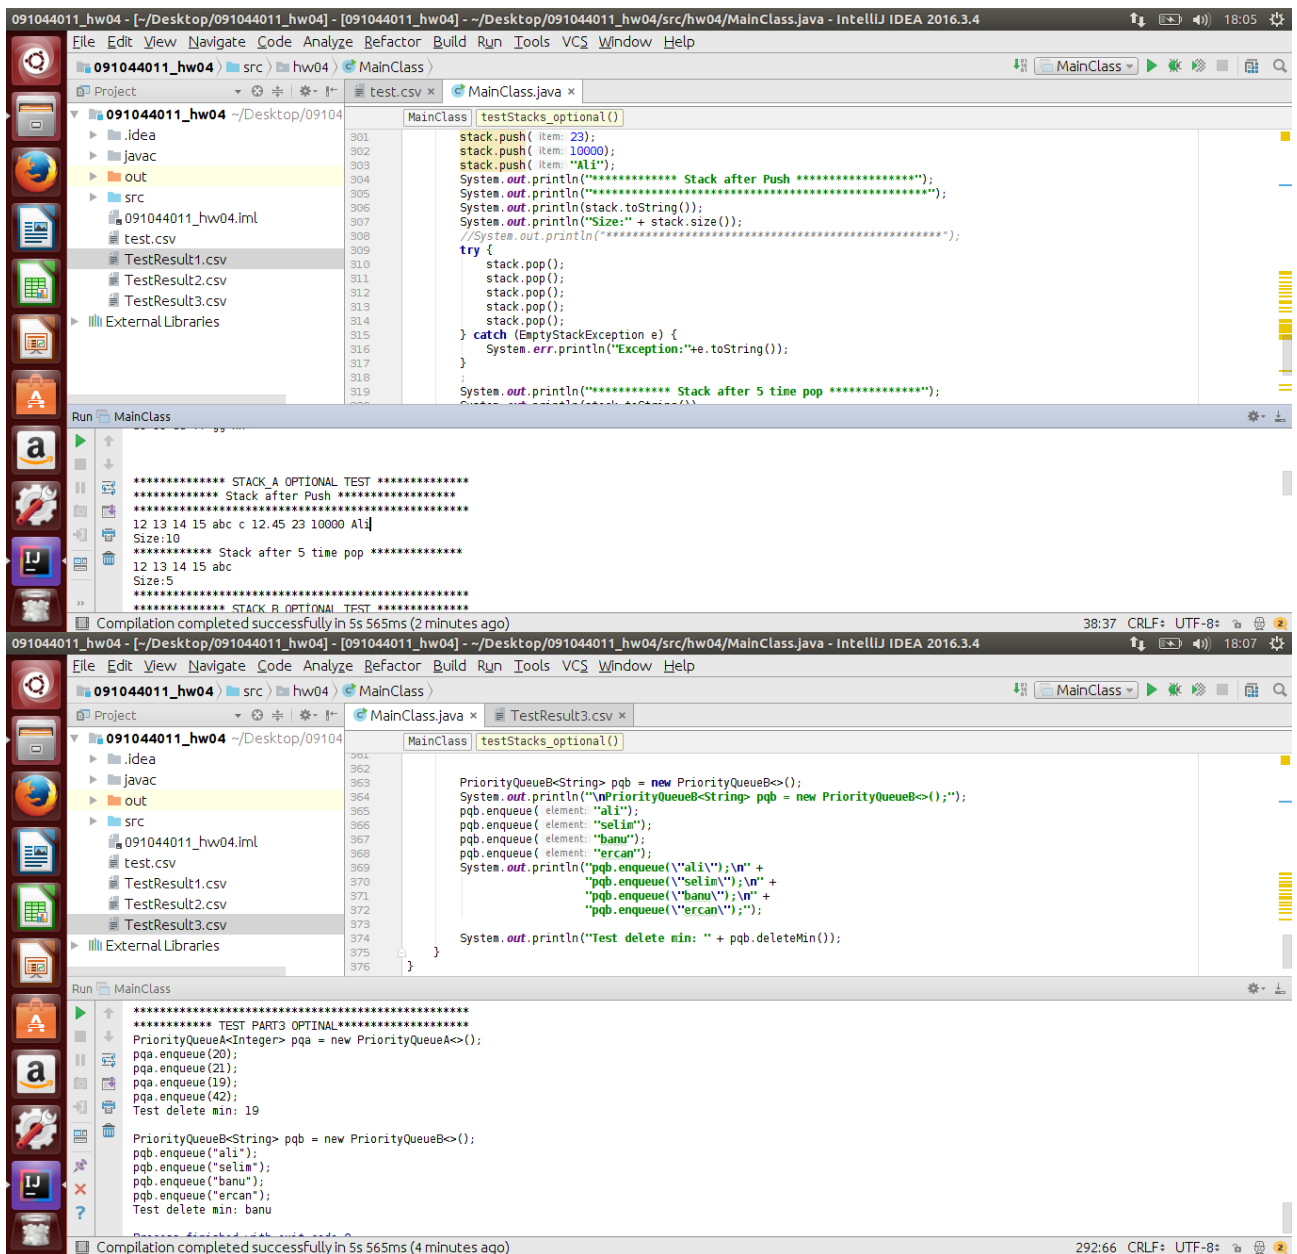 091044011_hw04 - [~/Desktop/091044011_hw04] - [091044011_hw04] - ~/Desktop/091044011_hw04/src/hw04/MainClass.java - IntelliJ IDEA 2016.3.4 18:05
File Edit View Navigate Code Analyze Refactor Build Run Tools VCS Window Help
091044011_hw04 src hw04 MainClass MainClass
Project test.csv × MainClass.java ×
091044011_hw04 ~/Desktop/09104 MainClass testStacks_optional()
.idea
javac
out
src
091044011_hw04.iml
test.csv
TestResult1.csv
TestResult2.csv
TestResult3.csv
External Libraries
301 stack.push( item: 23);
302 stack.push( item: 10000);
303 stack.push( item: "Ali");
304 System.out.println("************* Stack after Push ******************");
305 System.out.println("***************************************************");
306 System.out.println(stack.toString());
307 System.out.println("Size:" + stack.size());
308 //System.out.println("***************************************************");
309 try {
310 stack.pop();
311 stack.pop();
312 stack.pop();
313 stack.pop();
314 stack.pop();
315 } catch (EmptyStackException e) {
316 System.err.println("Exception:"+e.toString());
317 }
318 ;
319 System.out.println("************ Stack after 5 time pop **************");
Run MainClass
************** STACK_A OPTİONAL TEST **************
************* Stack after Push ******************
***************************************************
12 13 14 15 abc c 12.45 23 10000 Ali
Size:10
************ Stack after 5 time pop **************
12 13 14 15 abc
Size:5
***************************************************
************** STACK_B OPTİONAL TEST **************
Compilation completed successfully in 5s 565ms (2 minutes ago) 38:37 CRLF÷ UTF-8÷ 2
091044011_hw04 - [~/Desktop/091044011_hw04] - [091044011_hw04] - ~/Desktop/091044011_hw04/src/hw04/MainClass.java - IntelliJ IDEA 2016.3.4 18:07
File Edit View Navigate Code Analyze Refactor Build Run Tools VCS Window Help
091044011_hw04 src hw04 MainClass MainClass
Project MainClass.java × TestResult3.csv ×
091044011_hw04 ~/Desktop/09104 MainClass testStacks_optional()
.idea
javac
out
src
091044011_hw04.iml
test.csv
TestResult1.csv
TestResult2.csv
TestResult3.csv
External Libraries
361
362
363 PriorityQueueB<String> pqb = new PriorityQueueB<>();
364 System.out.println("\nPriorityQueueB<String> pqb = new PriorityQueueB<>();");
365 pqb.enqueue( element: "ali");
366 pqb.enqueue( element: "selim");
367 pqb.enqueue( element: "banu");
368 pqb.enqueue( element: "ercan");
369 System.out.println("pqb.enqueue(\"ali\");\n" +
370 "pqb.enqueue(\"selim\");\n" +
371 "pqb.enqueue(\"banu\");\n" +
372 "pqb.enqueue(\"ercan\");");
373
374 System.out.println("Test delete min: " + pqb.deleteMin());
375 }
376 }
Run MainClass
***************************************************
************ TEST PART3 OPTINAL********************
PriorityQueueA<Integer> pqa = new PriorityQueueA<>();
pqa.enqueue(20);
pqa.enqueue(21);
pqa.enqueue(19);
pqa.enqueue(42);
Test delete min: 19
PriorityQueueB<String> pqb = new PriorityQueueB<>();
pqb.enqueue("ali");
pqb.enqueue("selim");
pqb.enqueue("banu");
pqb.enqueue("ercan");
Test delete min: banu
Process finished with exit code 0
Compilation completed successfully in 5s 565ms (4 minutes ago) 292:66 CRLF÷ UTF-8÷ 2